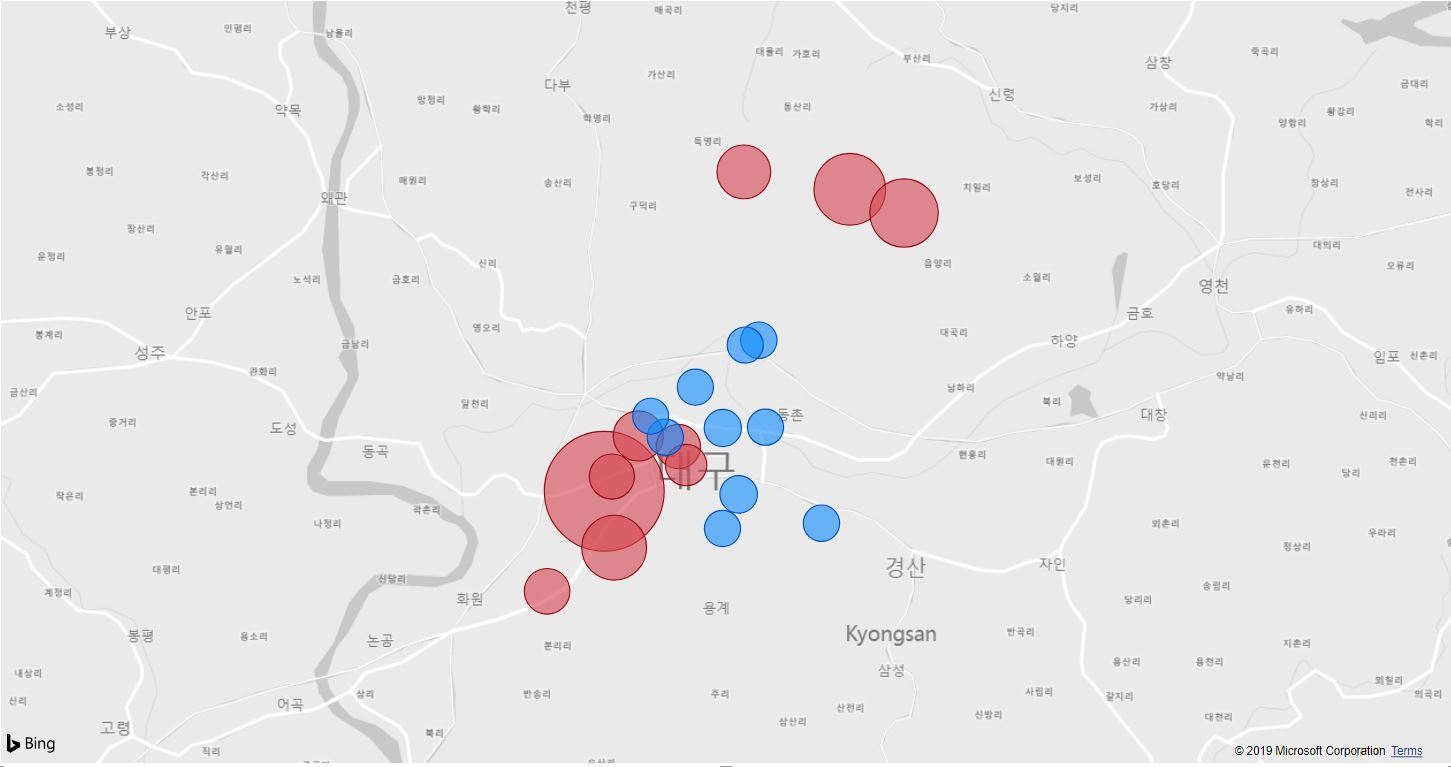 천평
매곡리
당지리
부상
인평리
남율리
대율리
가호리
부산리
삼창
죽곡리
소성리
약목
망정리
황학리
다부
가산리
학명리
동산리
신령
가상리
금대리
황강리
양항리
학리
득명리
봉정리
각산리
왜관
매원리
송산리
구덕리
치일리
보성리
호당리
창상리
전사리
장산리
운정리
유월리
노석리
금호리
신리
음양리
소월리
대의리
오류리
영천
안포
봉계리
성주
금남리
영오리
대곡리
하양
금호
유하리
임포
신촌리
금산리
관화리
중거리
도성
달천리
동촌
남하리
북리
대창
약남리
신리리
동곡
대구
현흥리
대원리
운천리
당리
천촌리
작은리
본리리
상언리
나정리
곽촌리
외촌리
우라리
정상리
대평리
신당리
경산
자인
계정리
화원
용계
당리리
송림리
봉평
용소리
논공
본리리
Kyongsan
반곡리
지촌리
내상리
삼성
용산리
용천리
신리
어곡
상리
반송리
주리
산전리
사림리
갈지리
외칠리
의곡리
고령
북리
삼산리
신방리
대천리
직리
Bing
© 2019 Microsoft Corporation Terms